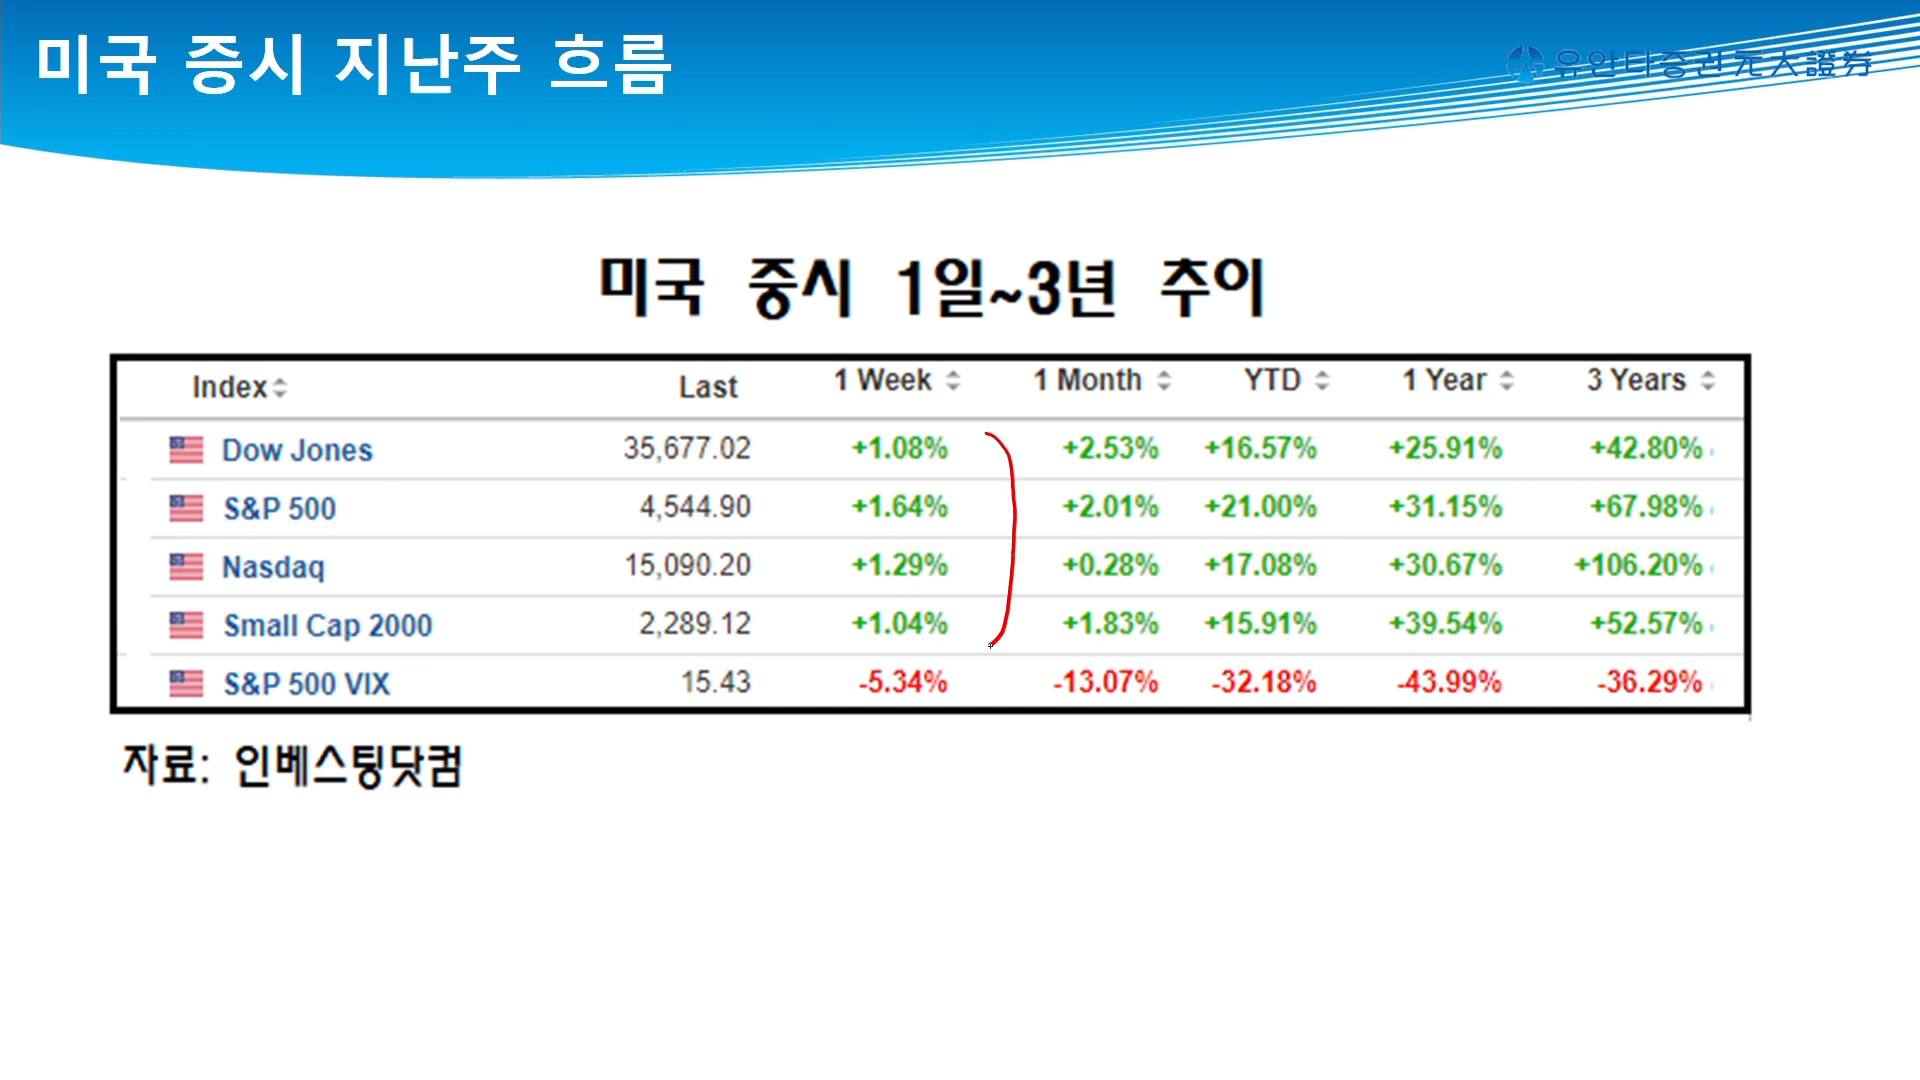 미국 증시 지난주 흐름
유안타증권 元大證券
미국 증시 1일~3년 추이
Index Last 1 Week 1 Month YTD 1 Year 3 Years
Dow Jones 35,677.02 +1.08% +2.53% +16.57% +25.91% +42.80%
S&P 500 4,544.90 +1.64% +2.01% +21.00% +31.15% +67.98%
Nasdaq 15,090.20 +1.29% +0.28% +17.08% +30.67% +106.20%
Small Cap 2000 2,289.12 +1.04% +1.83% +15.91% +39.54% +52.57%
S&P 500 VIX 15.43 -5.34% -13.07% -32.18% -43.99% -36.29%
자료: 인베스팅닷컴